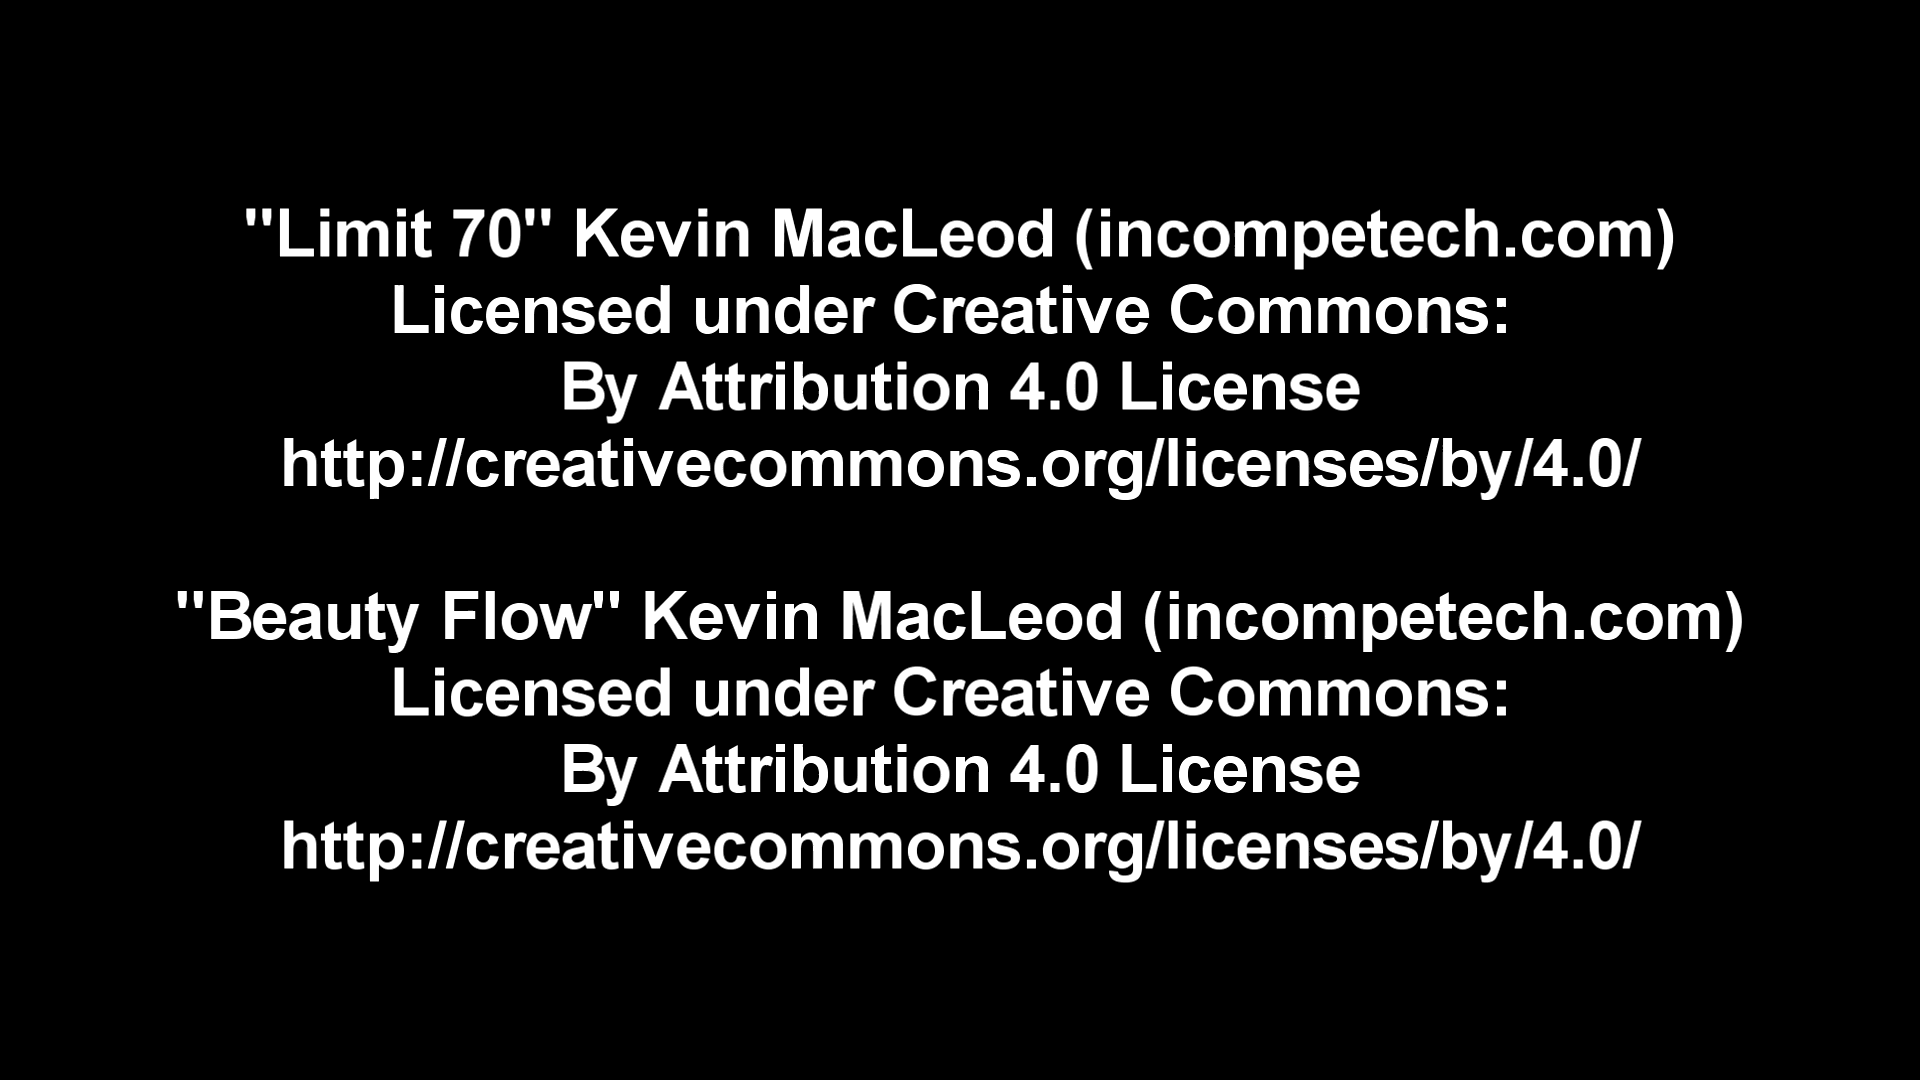 "Limit 70" Kevin MacLeod (incompetech.com)
Licensed under Creative Commons:
By Attribution 4.0 License
http://creativecommons.org/licenses/by/4.0/
"Beauty Flow" Kevin MacLeod (incompetech.com)
Licensed under Creative Commons:
By Attribution 4.0 License
http://creativecommons.org/licenses/by/4.0/